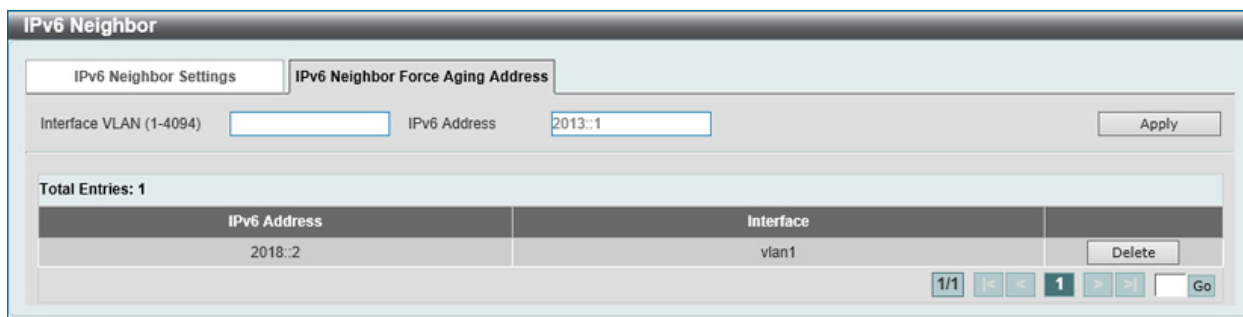 IPv6 Neighbor
IPv6 Neighbor Settings IPv6 Neighbor Force Aging Address
Interface VLAN (1-4094) IPv6 Address 2013::1 Apply
Total Entries: 1
IPv6 Address Interface
2018::2 vlan1 Delete
1/1 |< < 1 > >| Go